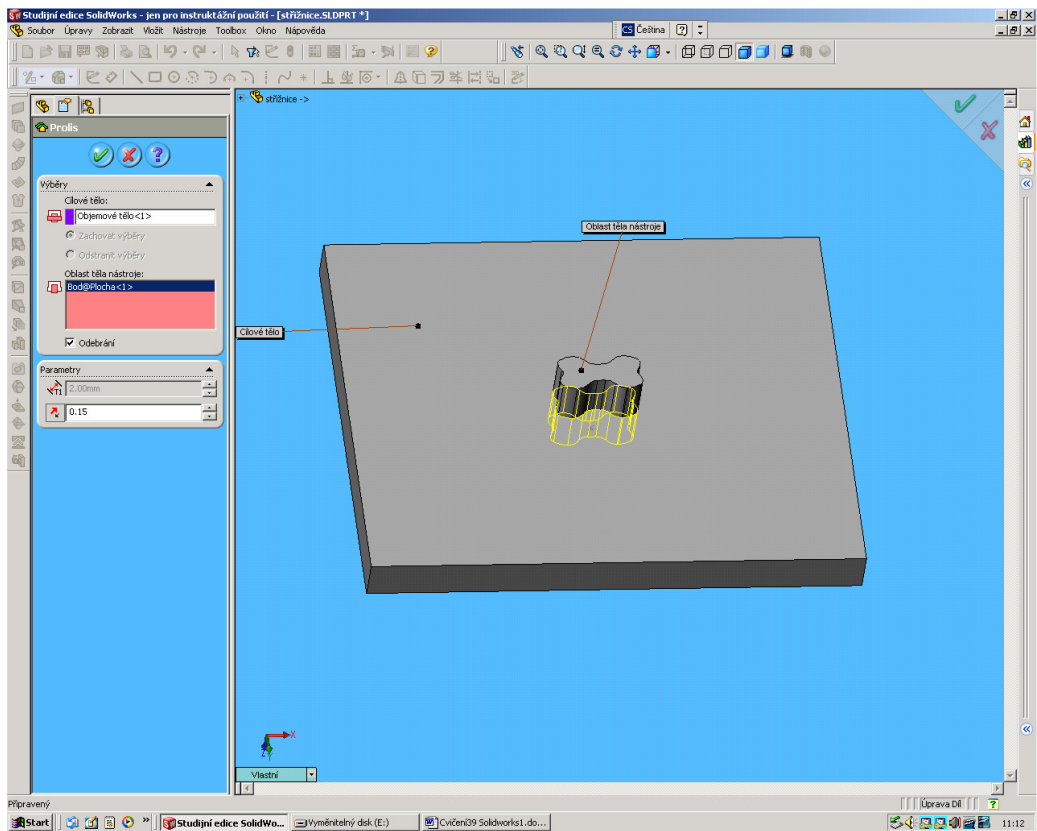 Studijní edice SolidWorks - jen pro instruktážní použití - [střižnice.SLDPRT *]
Soubor Úpravy Zobrazit Vložit Nástroje Toolbox Okno Nápověda
CS Čeština
střižnice ->
Prolis
Výběry
Cílové tělo:
Objemové tělo<1>
Zachovat výběry
Odstranit výběry
Oblast těla nástroje:
Bod@Plocha<1>
Odebrání
Parametry
T1 2.00mm
0.15
Oblast těla nástroje
Cílové tělo
X
Z
Vlastní
Připravený
Úprava Díl
Start
Studijní edice SolidWo...
Vyměnitelný disk (E:)
Cvičení39 Solidworks1.do...
11:12